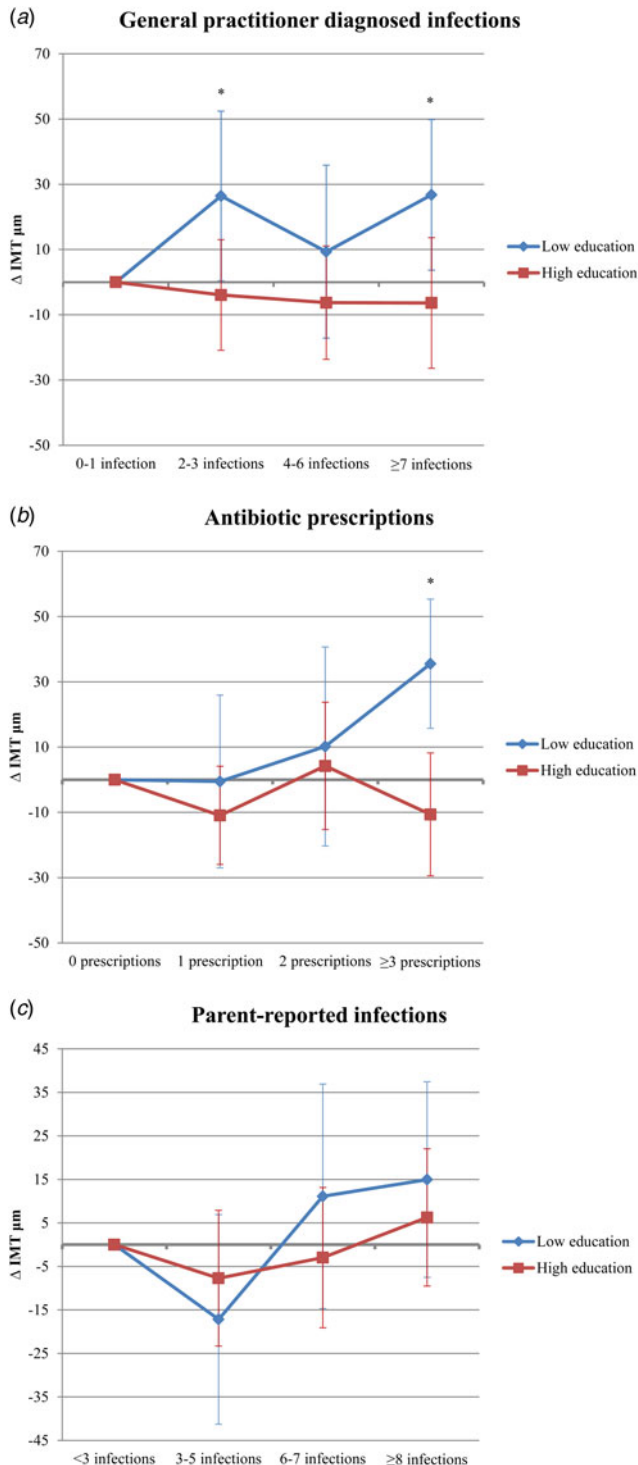 (a)
General practitioner diagnosed infections
70
*
*
50
30
10
-10
-30
-50
Δ IMT μm
Low education
High education
0-1 infection 2-3 infections 4-6 infections ≥7 infections
(b)
Antibiotic prescriptions
70
*
50
30
10
-10
-30
-50
Δ IMT μm
Low education
High education
0 prescriptions 1 prescription 2 prescriptions ≥3 prescriptions
(c)
Parent-reported infections
45
35
25
15
5
-5
-15
-25
-35
-45
Δ IMT μm
Low education
High education
<3 infections 3-5 infections 6-7 infections ≥8 infections